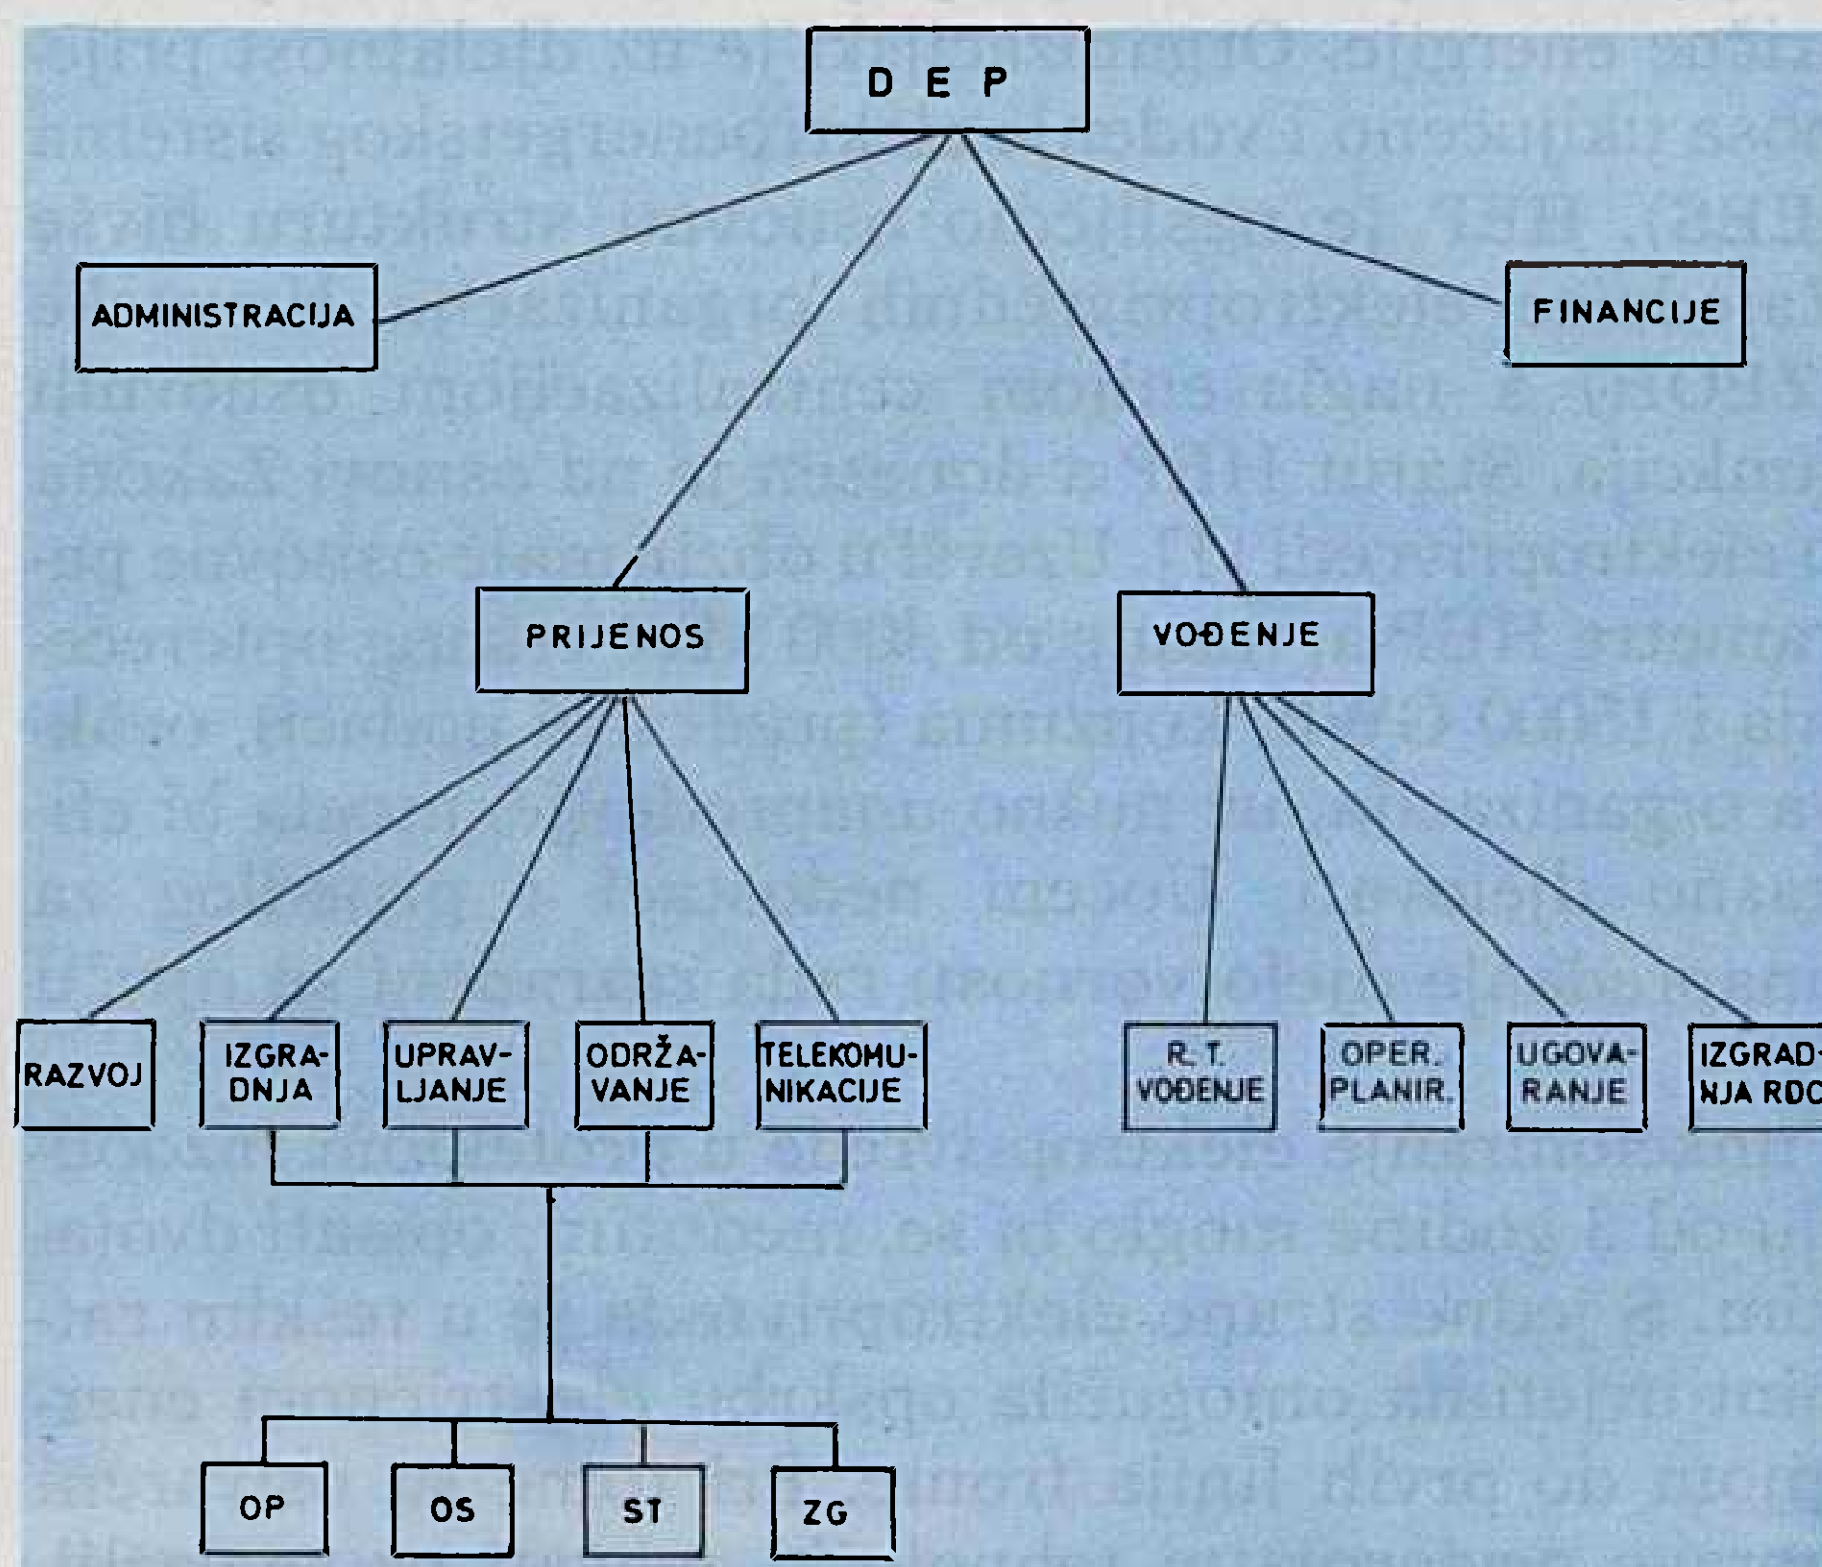 D E P
ADMINISTRACIJA
FINANCIJE
PRIJENOS
VOĐENJE
RAZVOJ
IZGRA-
DNJA
UPRAV-
LJANJE
ODRŽA-
VANJE
TELEKOMU-
NIKACIJE
R. T.
VOĐENJE
OPER.
PLANIR.
UGOVA-
RANJE
IZGRAD-
NJA RDC
OP
OS
ST
ZG